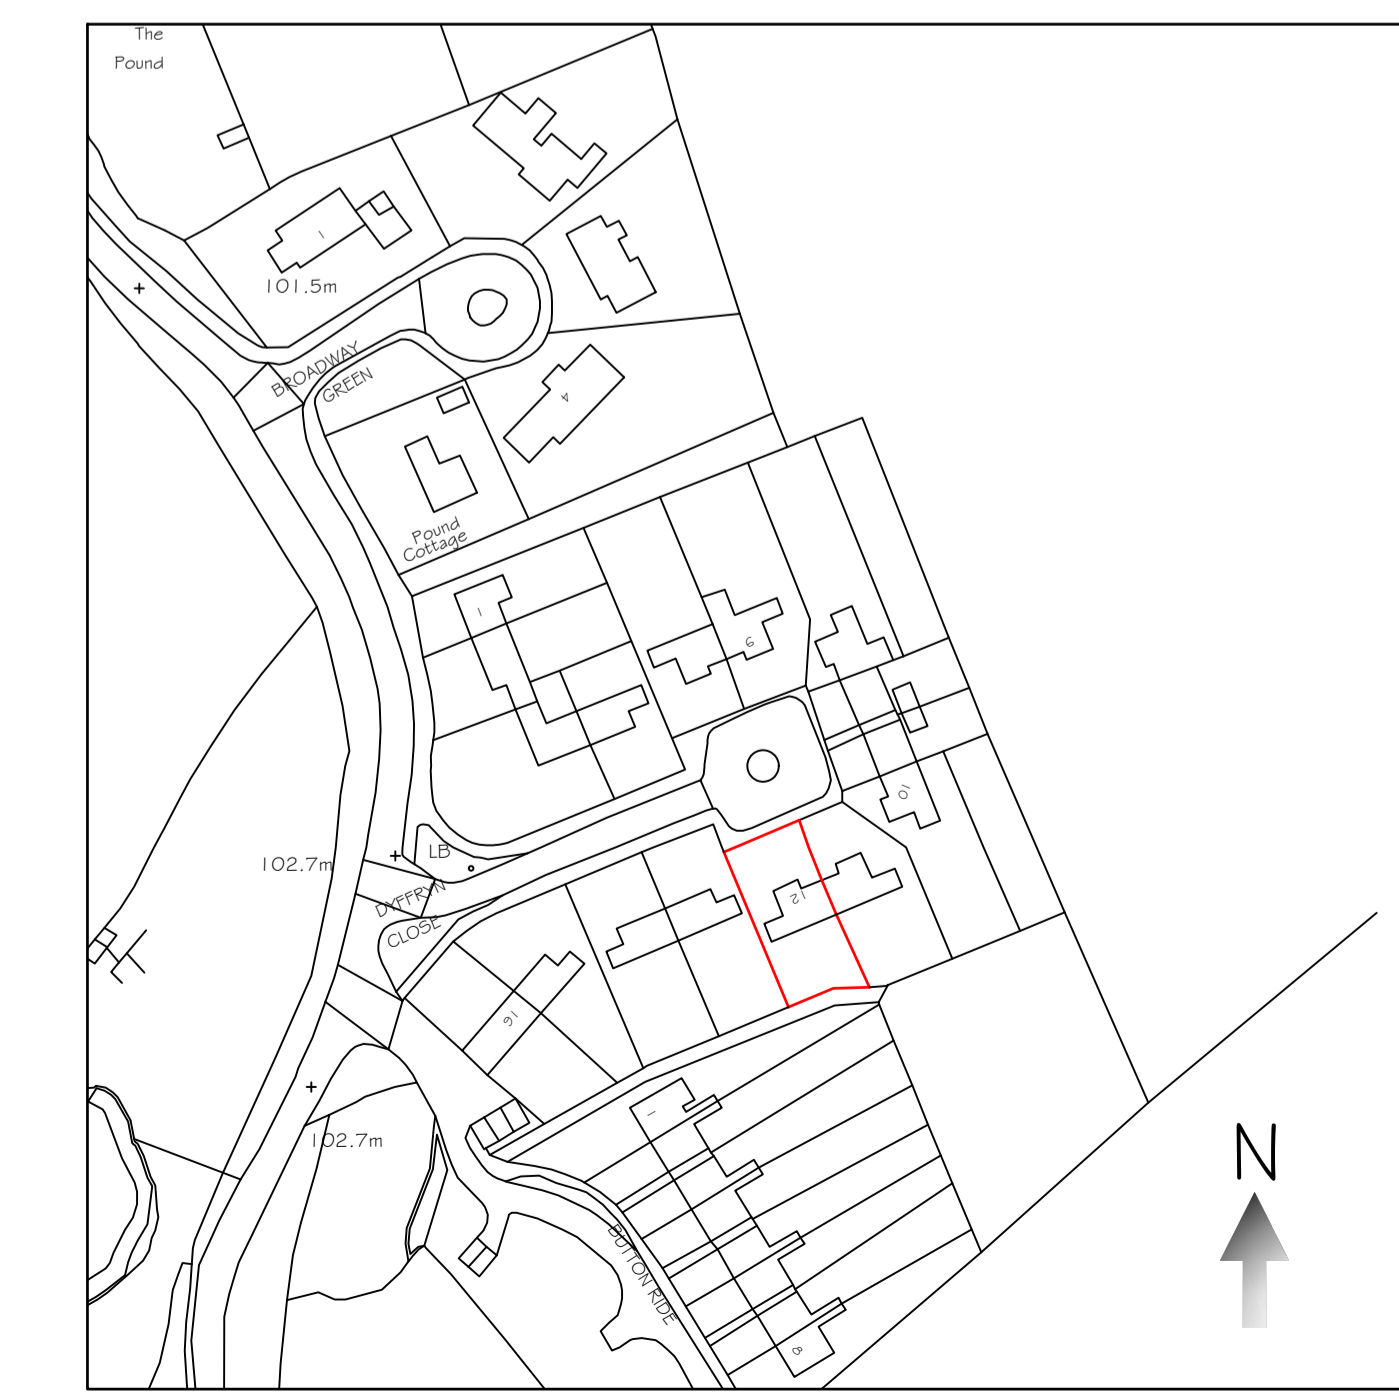 The
Pound
1
101.5m
BROADWAY
GREEN
4
Pound
Cottage
1
6
10
LB
102.7m
DYFFRYN
CLOSE
12
16
102.7m
1
N
BUTTON RIDE
8